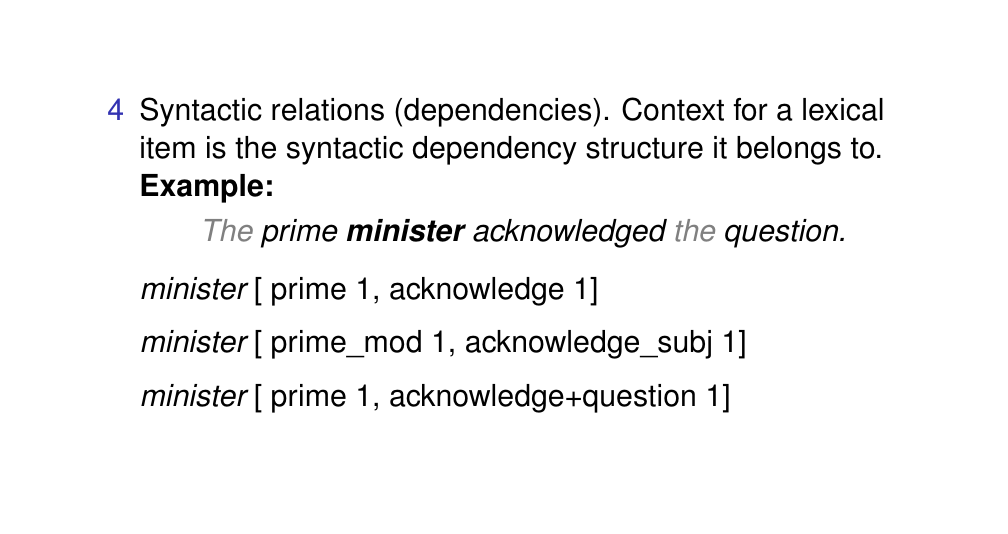 4 Syntactic relations (dependencies). Context for a lexical
item is the syntactic dependency structure it belongs to.
Example:
The prime minister acknowledged the question.
minister [ prime 1, acknowledge 1]
minister [ prime_mod 1, acknowledge_subj 1]
minister [ prime 1, acknowledge+question 1]